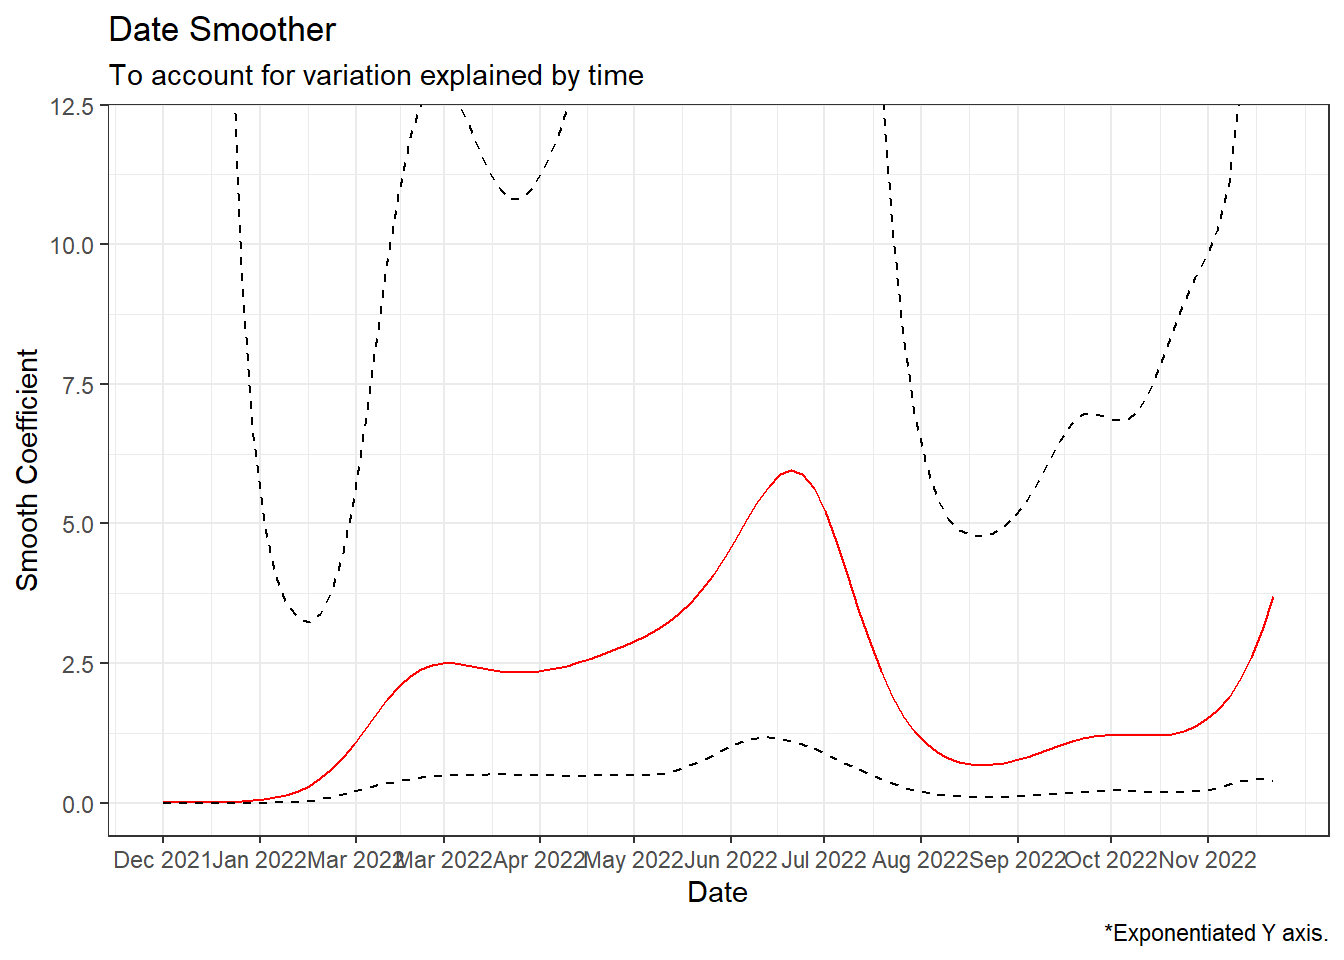 Date Smoother
To account for variation explained by time
12.5
10.0
7.5
5.0
2.5
0.0
Smooth Coefficient
Dec 2021 Jan 2022 Mar 2022 Mar 2022 Apr 2022 May 2022 Jun 2022 Jul 2022 Aug 2022 Sep 2022 Oct 2022 Nov 2022
Date
*Exponentiated Y axis.